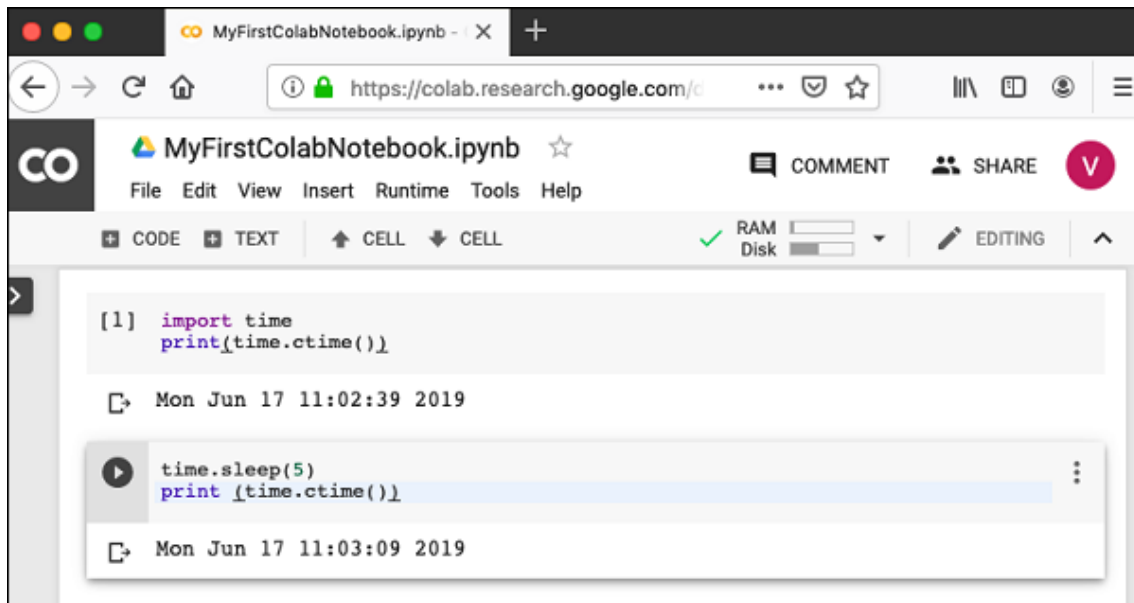 CO MyFirstColabNotebook.ipynb -
https://colab.research.google.com/
CO
MyFirstColabNotebook.ipynb
COMMENT
SHARE
V
File Edit View Insert Runtime Tools Help
CODE TEXT CELL CELL
RAM
Disk
EDITING
[1] import time
print(time.ctime())
Mon Jun 17 11:02:39 2019
time.sleep(5)
print (time.ctime())
Mon Jun 17 11:03:09 2019